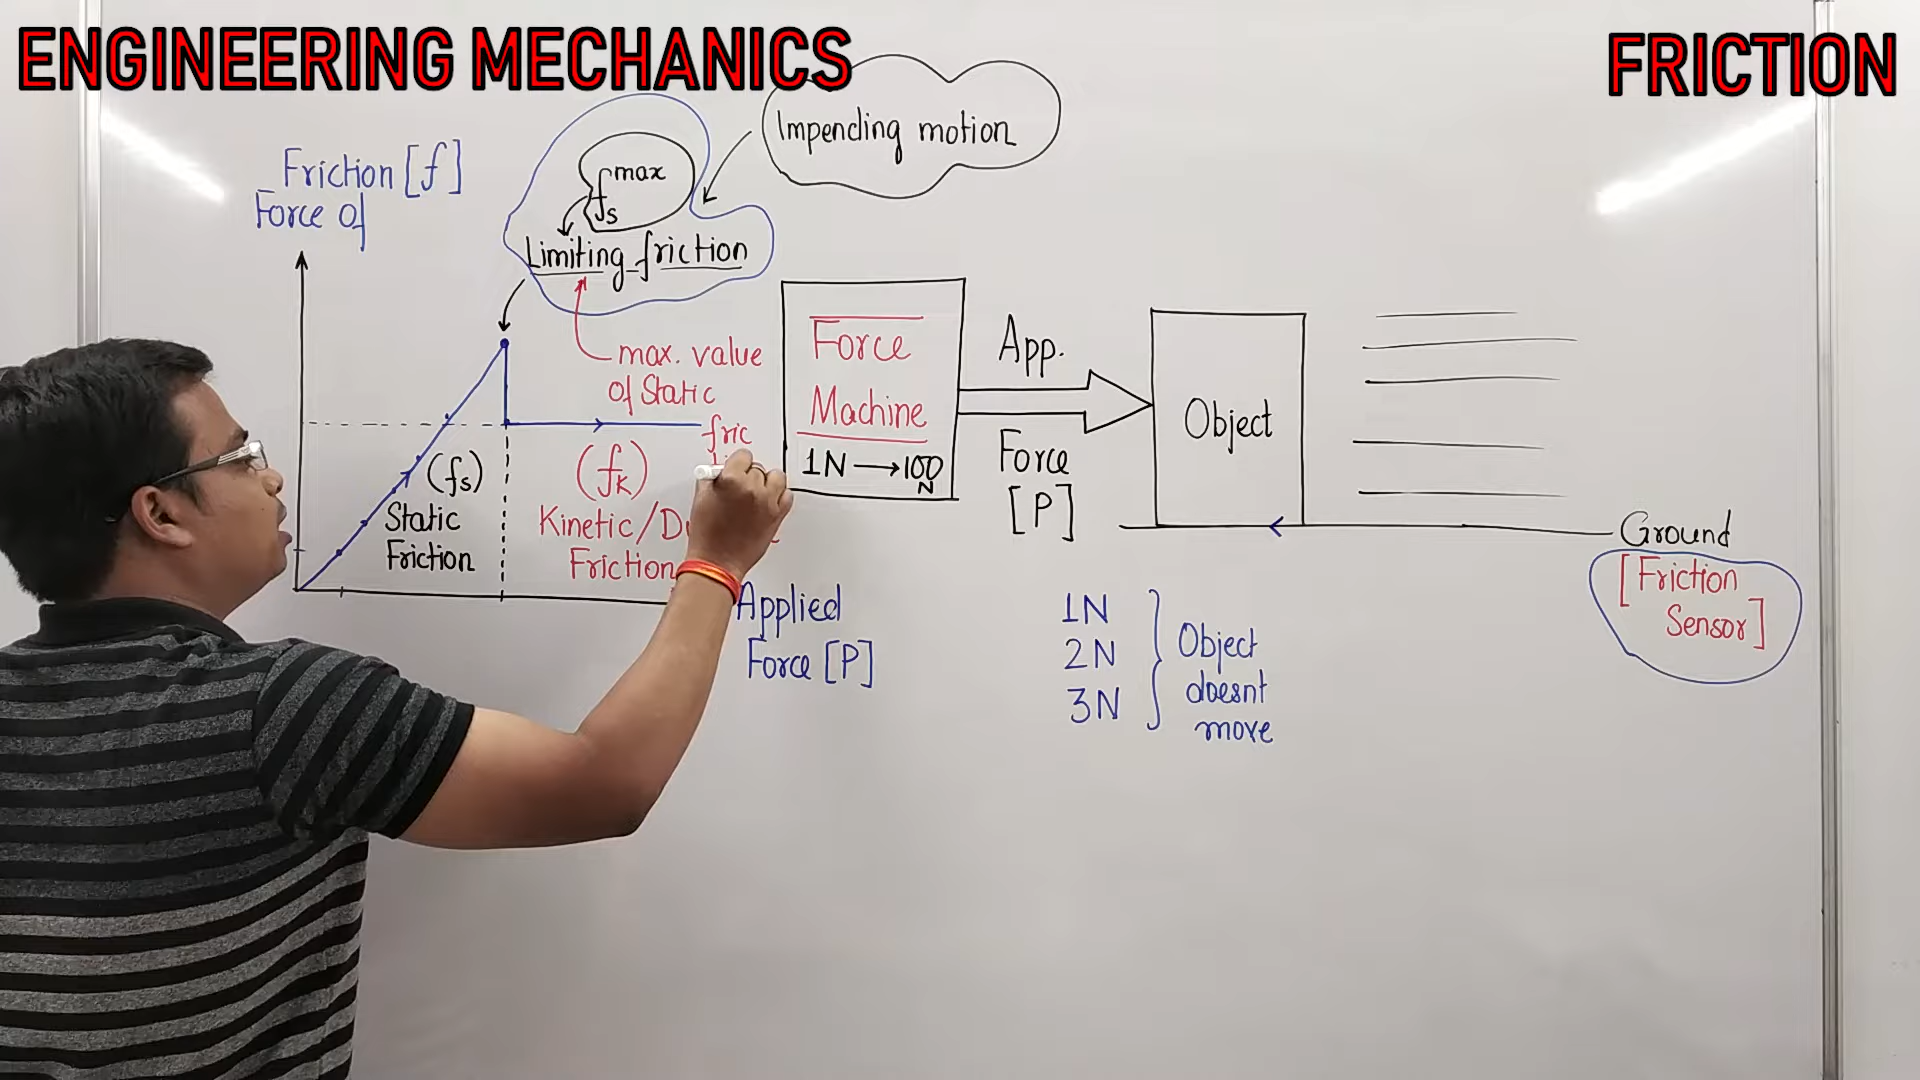 ENGINEERING MECHANICS
FRICTION
Impending motion
Friction [f]
Force of
fs max
Limiting friction
max. value
of Static
fric
(fs)
Static
Friction
(fk)
Kinetic/
Friction
Applied
Force [P]
Force
Machine
1N → 100
N
App.
Force
[P]
Object
Ground
[Friction
Sensor]
1N
2N
3N
Object
doesnt
move